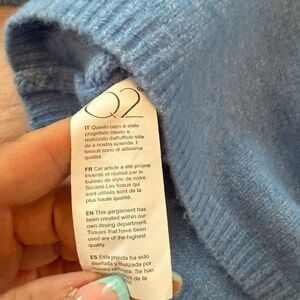 Q2
IT Questo capo è stato
progettato ideato e
realizzato dall'ufficio stile
de a nostra azienda. I
tessuti sono di altissima
qualità.
FR Cet article a été projeté
inventé et réalisé par le
bureau de style de notre
Société.Les tissus qui
sont utilisés sont de la
plus haute qualité.
EN This gargament has
been created within our
own desing department.
Tissues that have been
used are of the highest
quality.
ES Esta prenda ha sido
diseñada y realizada por
nuestra empresa. Se han